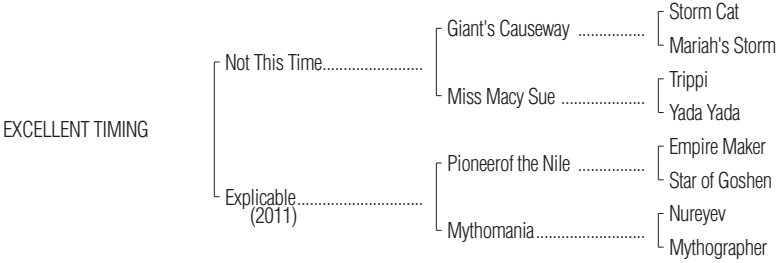 Storm Cat
Giant's Causeway ................
Mariah's Storm
Not This Time........................
Trippi
Miss Macy Sue ....................
Yada Yada
EXCELLENT TIMING
Empire Maker
Pioneerof the Nile ................
Star of Goshen
Explicable..............................
(2011)
Nureyev
Mythomania..........................
Mythographer